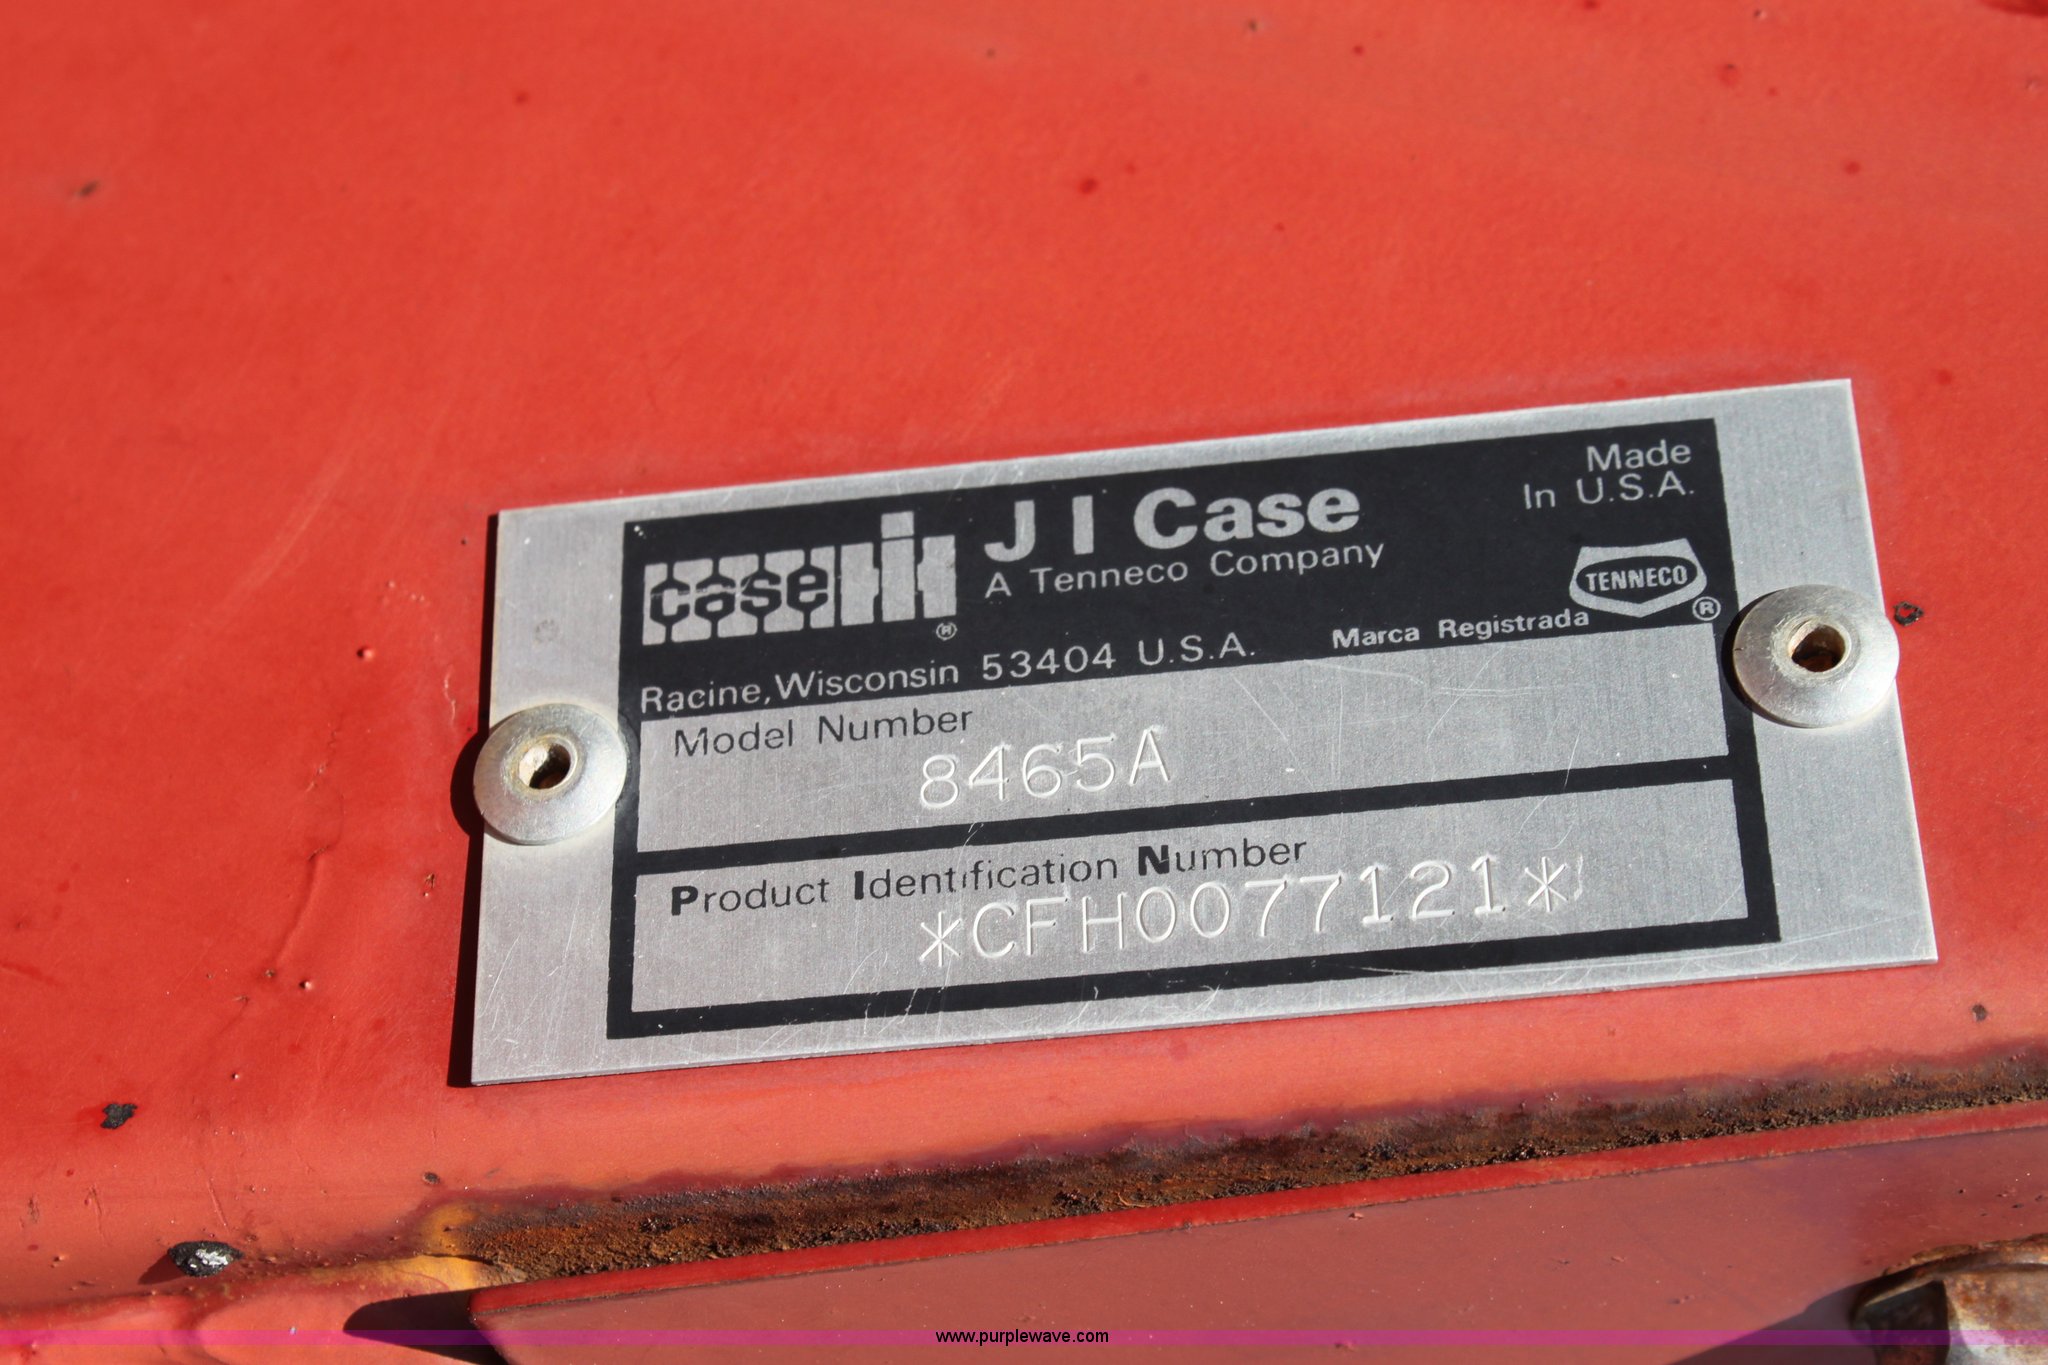 case IH ®
J I Case
A Tenneco Company
Made
In U.S.A.
TENNECO ®
Racine, Wisconsin 53404 U.S.A.
Marca Registrada
Model Number
8465A
Product Identification Number
*CFH0077121*
www.purplewave.com